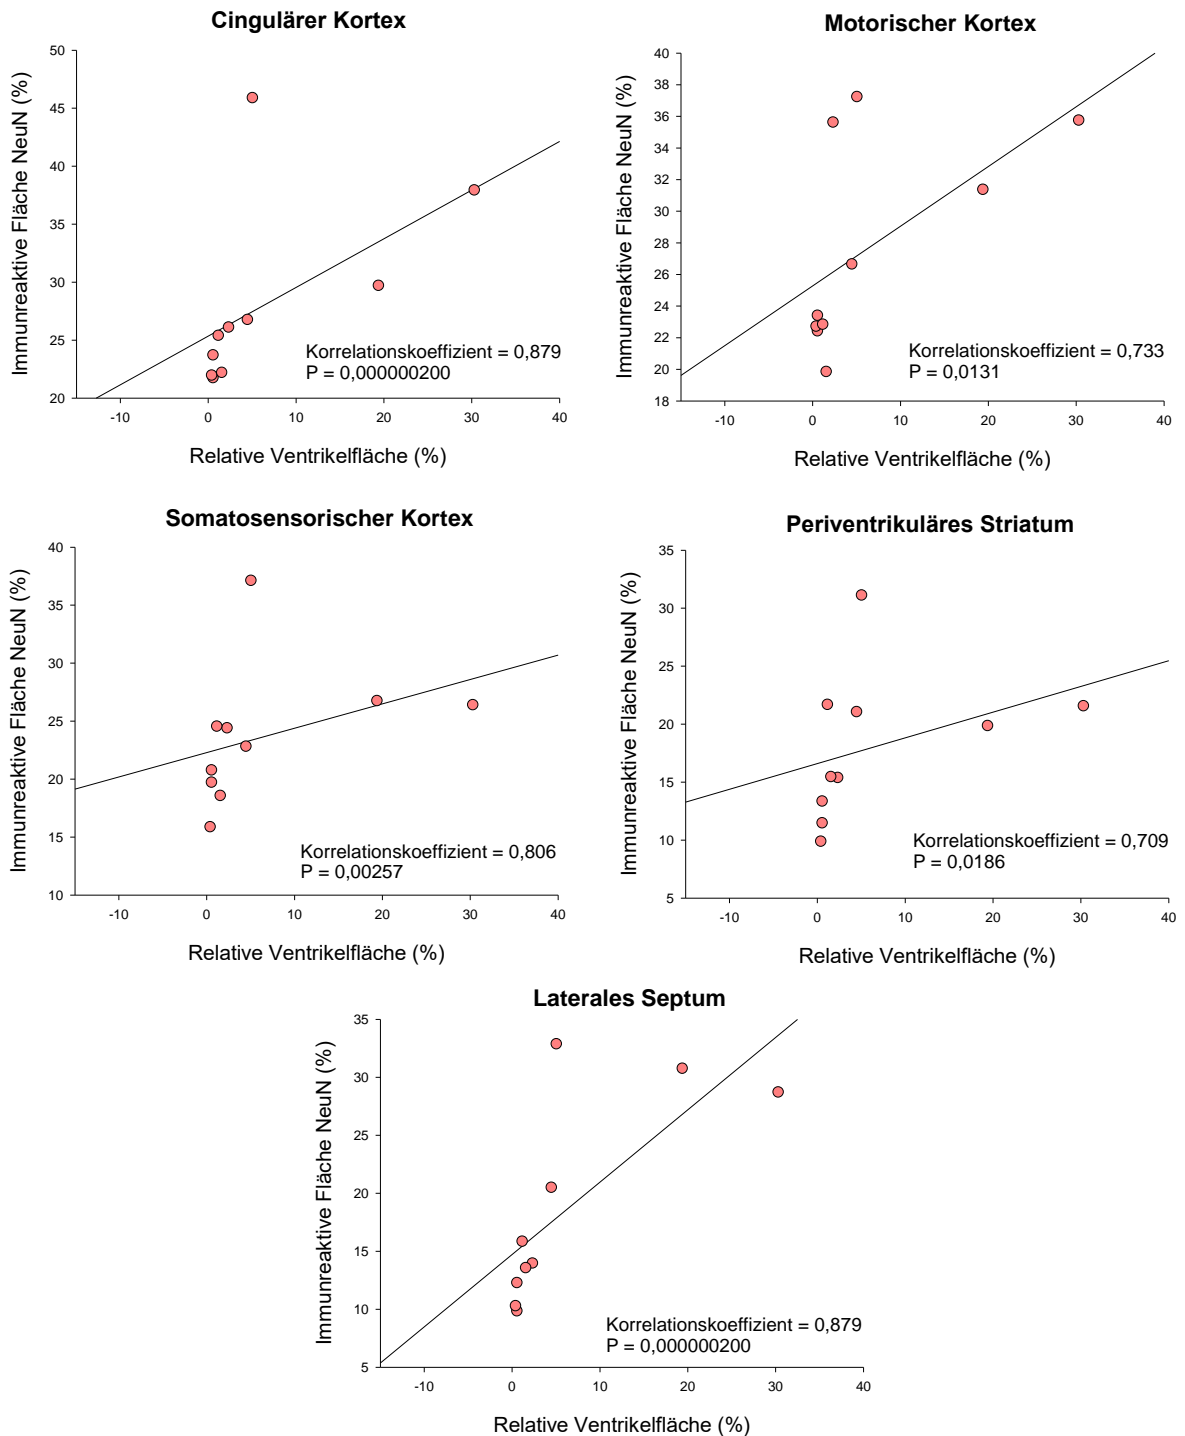 Cingulärer Kortex
Immunreaktive Fläche NeuN (%)
50
45
40
35
30
25
20
Korrelationskoeffizient = 0,879
P = 0,000000200
-10 0 10 20 30 40
Relative Ventrikelfläche (%)
Motorischer Kortex
Immunreaktive Fläche NeuN (%)
40
38
36
34
32
30
28
26
24
22
20
18
Korrelationskoeffizient = 0,733
P = 0,0131
-10 0 10 20 30 40
Relative Ventrikelfläche (%)
Somatosensorischer Kortex
Immunreaktive Fläche NeuN (%)
40
35
30
25
20
15
10
Korrelationskoeffizient = 0,806
P = 0,00257
-10 0 10 20 30 40
Relative Ventrikelfläche (%)
Periventrikuläres Striatum
Immunreaktive Fläche NeuN (%)
35
30
25
20
15
10
5
Korrelationskoeffizient = 0,709
P = 0,0186
-10 0 10 20 30 40
Relative Ventrikelfläche (%)
Laterales Septum
Immunreaktive Fläche NeuN (%)
35
30
25
20
15
10
5
Korrelationskoeffizient = 0,879
P = 0,000000200
-10 0 10 20 30 40
Relative Ventrikelfläche (%)